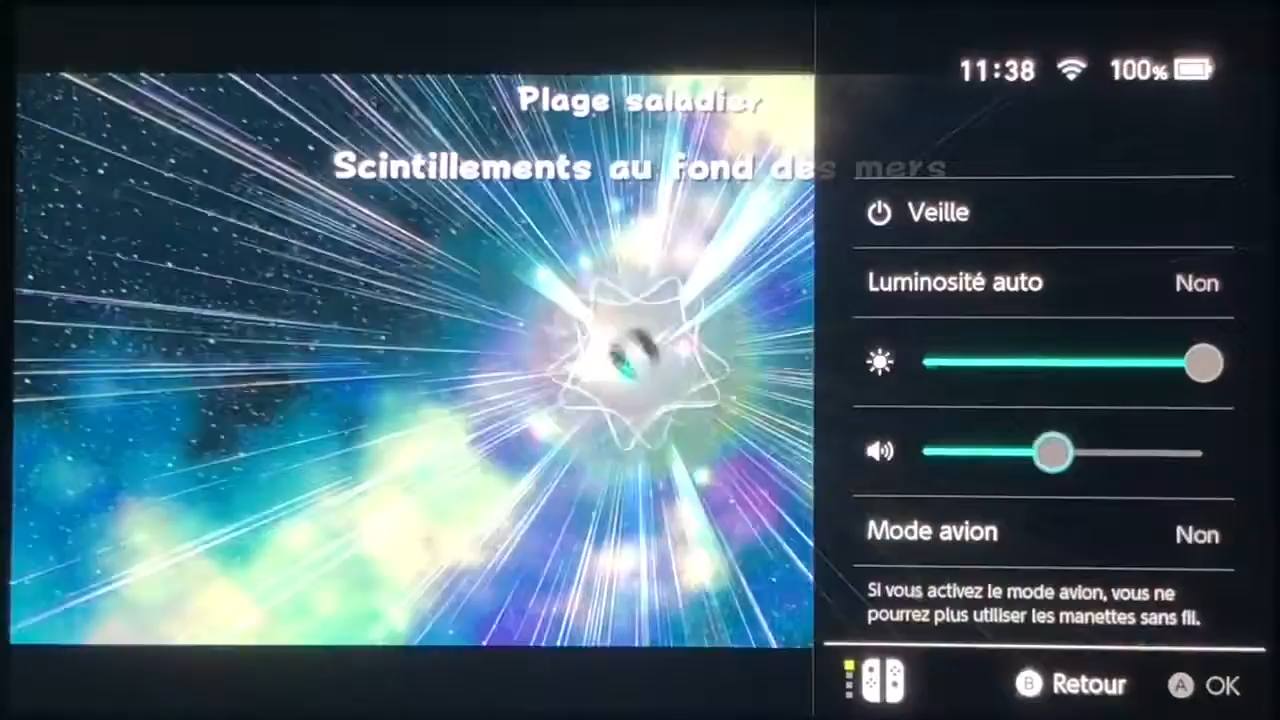 11:38 100%
Plage saladier
Scintillements au fond des mers
Veille
Luminosité auto Non
Mode avion Non
Si vous activez le mode avion, vous ne
pourrez plus utiliser les manettes sans fil.
B Retour A OK